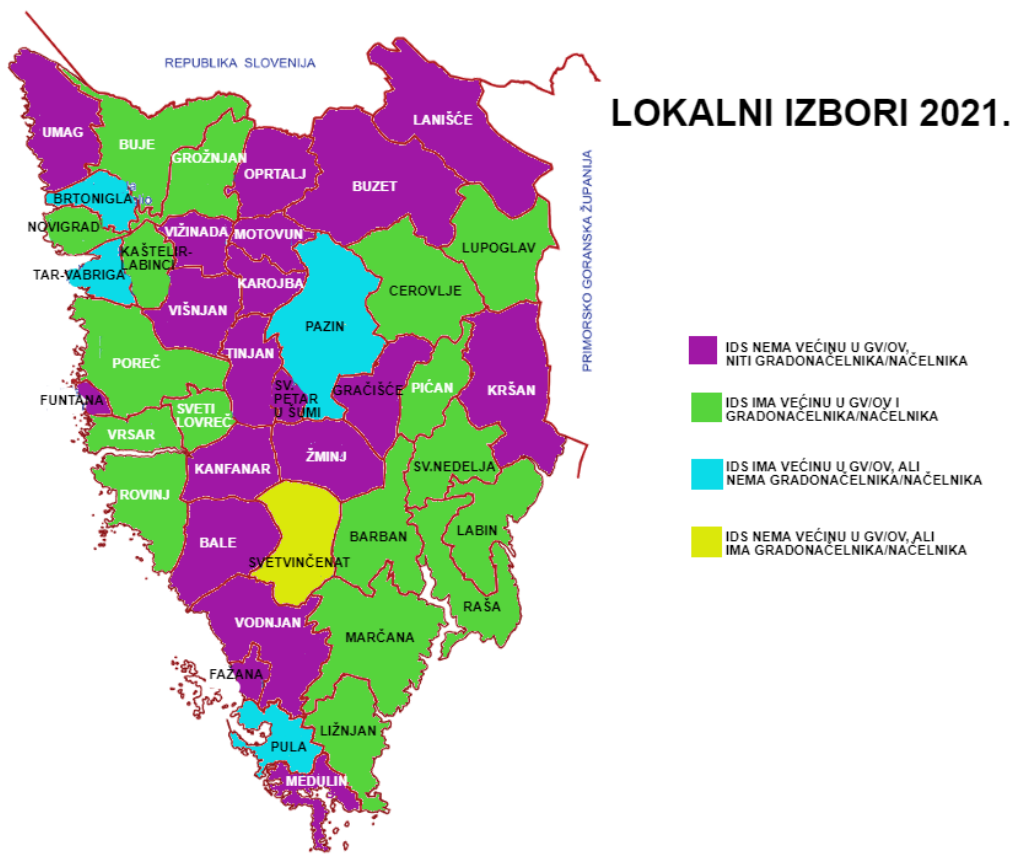 REPUBLIKA SLOVENIJA
LOKALNI IZBORI 2021.
PRIMORSKO GORANSKA ŽUPANIJA
UMAG
BUJE
GROŽNJAN
OPRTALJ
BUZET
LANIŠĆE
BRTONIGLA
NOVIGRAD
KAŠTELIR-
LABINCI
VIŽINADA
MOTOVUN
LUPOGLAV
TAR-VABRIGA
VIŠNJAN
KAROJBA
CEROVLJE
PAZIN
POREČ
TINJAN
FUNTANA
SVETI
LOVREČ
SV.
PETAR
U ŠUMI
GRAČIŠĆE
PIĆAN
KRŠAN
VRSAR
KANFANAR
ŽMINJ
SV.NEDELJA
ROVINJ
BALE
SVETVINČENAT
BARBAN
LABIN
RAŠA
VODNJAN
MARČANA
FAŽANA
PULA
LIŽNJAN
MEDULIN
IDS NEMA VEĆINU U GV/OV,
NITI GRADONAČELNIKA/NAČELNIKA
IDS IMA VEĆINU U GV/OV I
GRADONAČELNIKA/NAČELNIKA
IDS IMA VEĆINU U GV/OV, ALI
NEMA GRADONAČELNIKA/NAČELNIKA
IDS NEMA VEĆINU U GV/OV, ALI
IMA GRADONAČELNIKA/NAČELNIKA